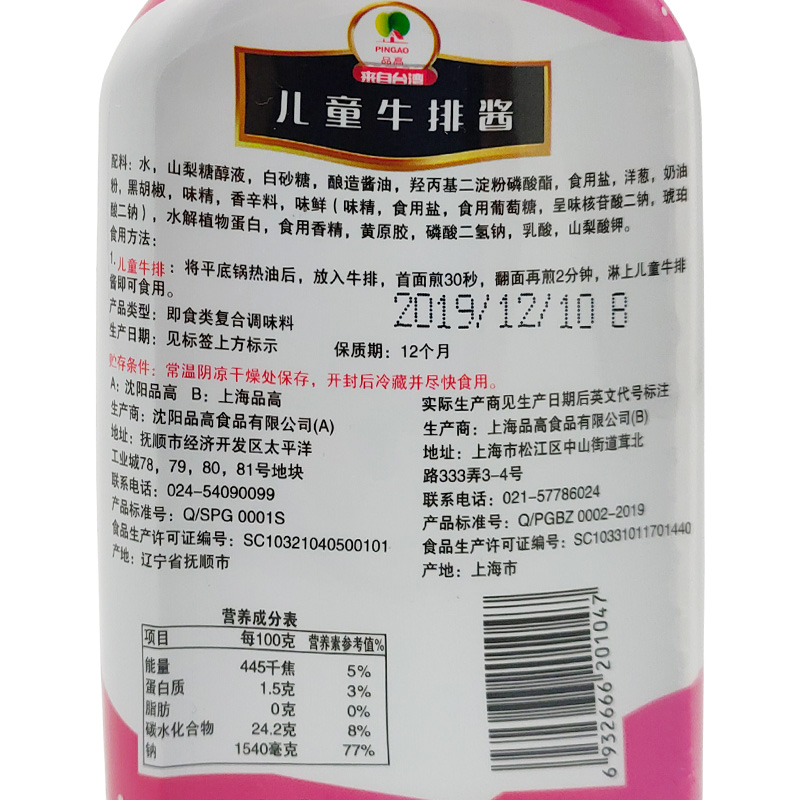 PINGAO
品高
来自台湾
儿童牛排酱
配料：水，山梨糖醇液，白砂糖，酿造酱油，羟丙基二淀粉磷酸酯，食用盐，洋葱，奶油
粉，黑胡椒，味精，香辛料，味鲜（味精，食用盐，食用葡萄糖，呈味核苷酸二钠，琥珀
酸二钠），水解植物蛋白，食用香精，黄原胶，磷酸二氢钠，乳酸，山梨酸钾。
食用方法：
1.儿童牛排：将平底锅热油后，放入牛排，首面煎30秒，翻面再煎2分钟，淋上儿童牛排
酱即可食用。
产品类型：即食类复合调味料
2019/12/10 B
生产日期：见标签上方标示 保质期：12个月
贮存条件：常温阴凉干燥处保存，开封后冷藏并尽快食用。
A：沈阳品高 B：上海品高
生产商：沈阳品高食品有限公司(A)
地址：抚顺市经济开发区太平洋
工业城78，79，80，81号地块
联系电话：024-54090099
产品标准号：Q/SPG 0001S
食品生产许可证编号：SC10321040500101
产地：辽宁省抚顺市
实际生产商见生产日期后英文代号标注
生产商：上海品高食品有限公司(B)
地址：上海市松江区中山街道茸北
路333弄3-4号
联系电话：021-57786024
产品标准号：Q/PGBZ 0002-2019
食品生产许可证编号：SC10331011701440
产地：上海市
营养成分表
项目 每100克 营养素参考值%
能量 445千焦 5%
蛋白质 1.5克 3%
脂肪 0克 0%
碳水化合物 24.2克 8%
钠 1540毫克 77%
6 932666 201047